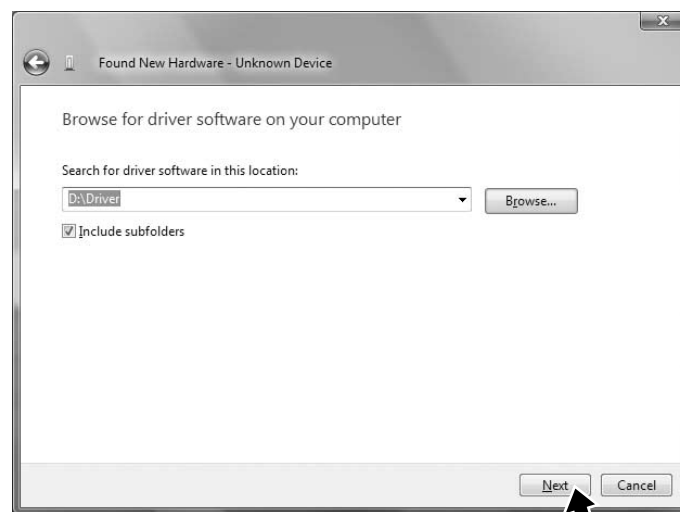 Found New Hardware - Unknown Device
Browse for driver software on your computer
Search for driver software in this location:
D:\Driver
Browse...
Include subfolders
Next
Cancel